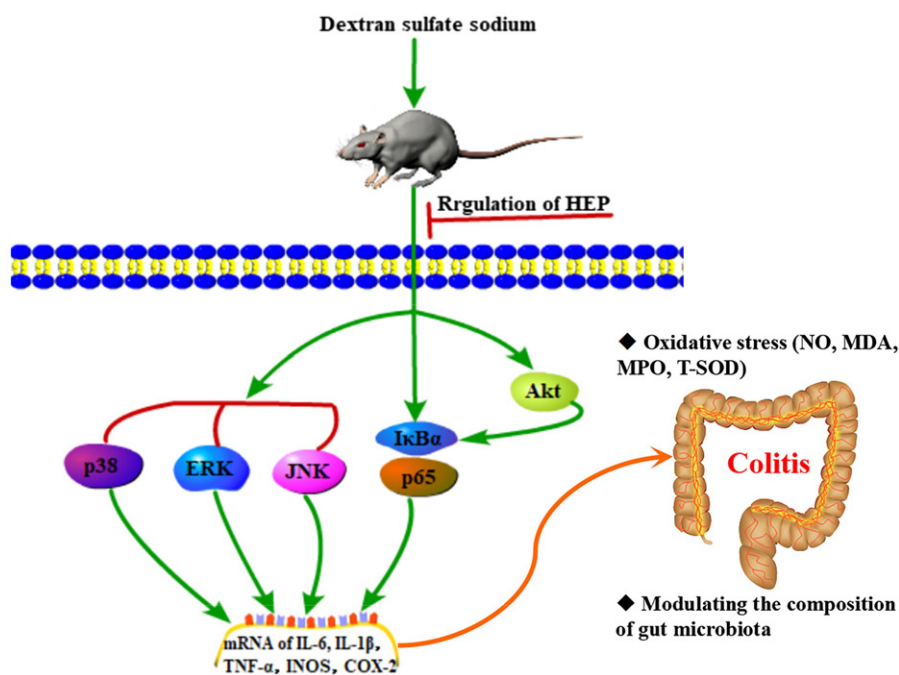 Dextran sulfate sodium
Rrgulation of HEP
Akt
IκBα
p38
ERK
JNK
p65
mRNA of IL-6, IL-1β,
TNF-α, INOS, COX-2
◆ Oxidative stress (NO, MDA,
MPO, T-SOD)
Colitis
◆ Modulating the composition
of gut microbiota